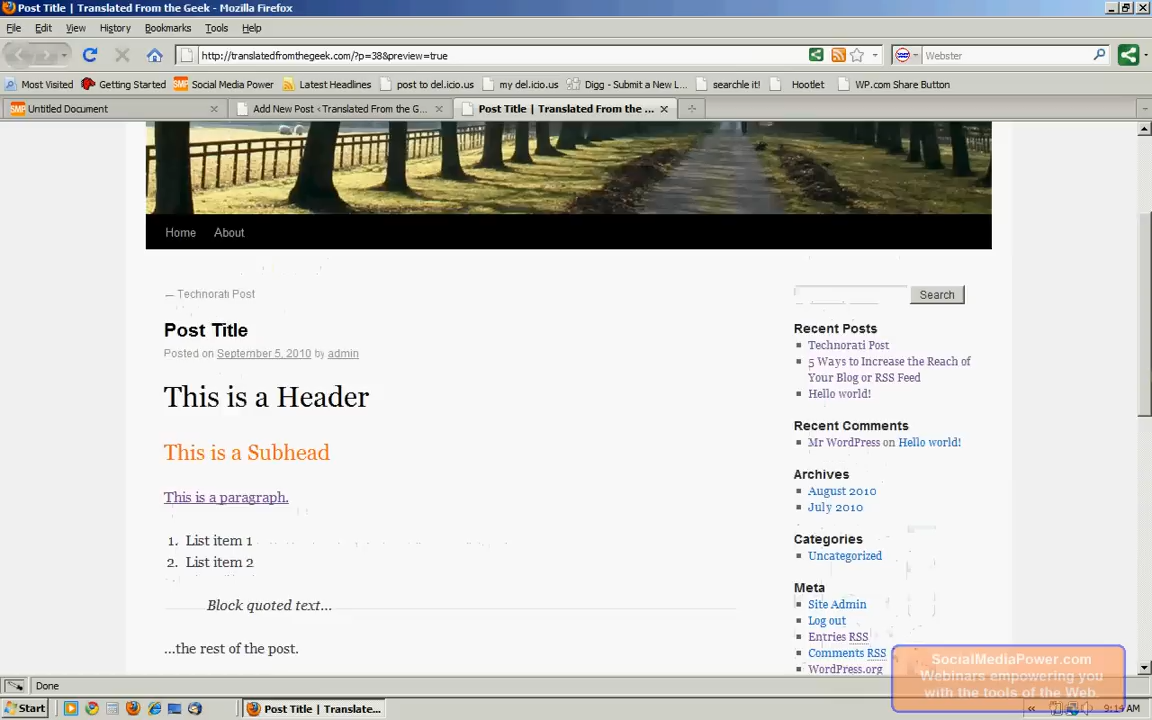 Post Title | Translated From the Geek - Mozilla Firefox
File Edit View History Bookmarks Tools Help
http://translatedfromthegeek.com/?p=38&preview=true
Webster
Most Visited Getting Started Social Media Power Latest Headlines post to del.icio.us my del.icio.us Digg - Submit a New L... searchle it! Hootlet WP.com Share Button
SMP Untitled Document
Add New Post ‹ Translated From the G...
Post Title | Translated From the ...
Home About
← Technorati Post
Post Title
Posted on September 5, 2010 by admin
This is a Header
This is a Subhead
This is a paragraph.
1. List item 1
2. List item 2
Block quoted text...
...the rest of the post.
Search
Recent Posts
Technorati Post
5 Ways to Increase the Reach of
Your Blog or RSS Feed
Hello world!
Recent Comments
Mr WordPress on Hello world!
Archives
August 2010
July 2010
Categories
Uncategorized
Meta
Site Admin
Log out
Entries RSS
Comments RSS
WordPress.org
SocialMediaPower.com
Webinars empowering you
with the tools of the Web.
Done
Start
Post Title | Translate...
9:14 AM